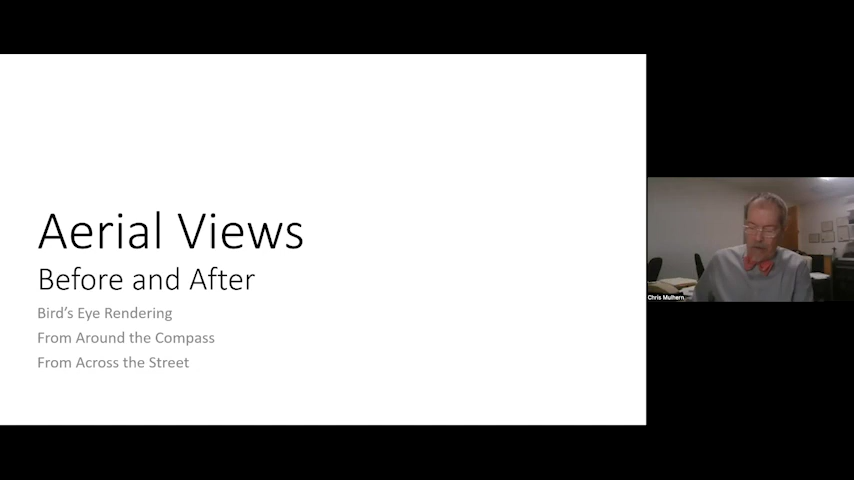 Aerial Views
Before and After
Bird’s Eye Rendering
From Around the Compass
From Across the Street
Chris Mulhern,